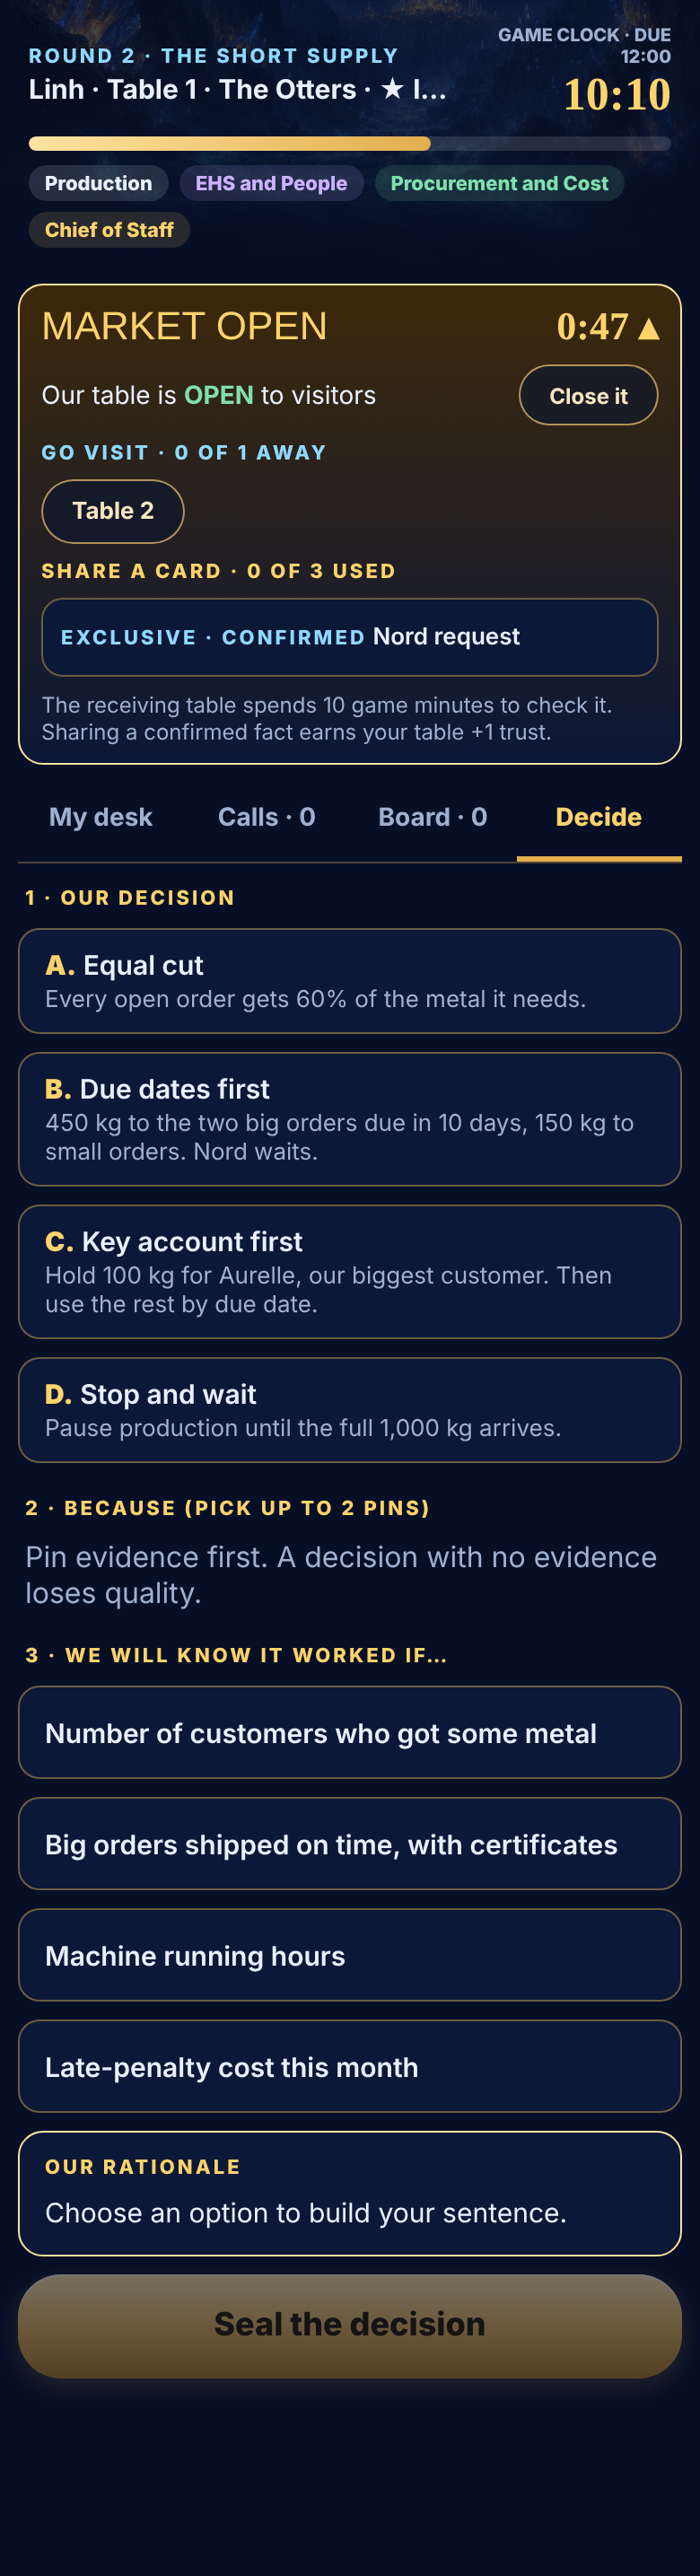 GAME CLOCK · DUE
12:00
ROUND 2 · THE SHORT SUPPLY
Linh · Table 1 · The Otters · ★ I...
10:10
Production
EHS and People
Procurement and Cost
Chief of Staff
MARKET OPEN
0:47 ▲
Our table is OPEN to visitors
Close it
GO VISIT · 0 OF 1 AWAY
Table 2
SHARE A CARD · 0 OF 3 USED
EXCLUSIVE · CONFIRMED Nord request
The receiving table spends 10 game minutes to check it.
Sharing a confirmed fact earns your table +1 trust.
My desk
Calls · 0
Board · 0
Decide
1 · OUR DECISION
A. Equal cut
Every open order gets 60% of the metal it needs.
B. Due dates first
450 kg to the two big orders due in 10 days, 150 kg to
small orders. Nord waits.
C. Key account first
Hold 100 kg for Aurelle, our biggest customer. Then
use the rest by due date.
D. Stop and wait
Pause production until the full 1,000 kg arrives.
2 · BECAUSE (PICK UP TO 2 PINS)
Pin evidence first. A decision with no evidence
loses quality.
3 · WE WILL KNOW IT WORKED IF...
Number of customers who got some metal
Big orders shipped on time, with certificates
Machine running hours
Late-penalty cost this month
OUR RATIONALE
Choose an option to build your sentence.
Seal the decision